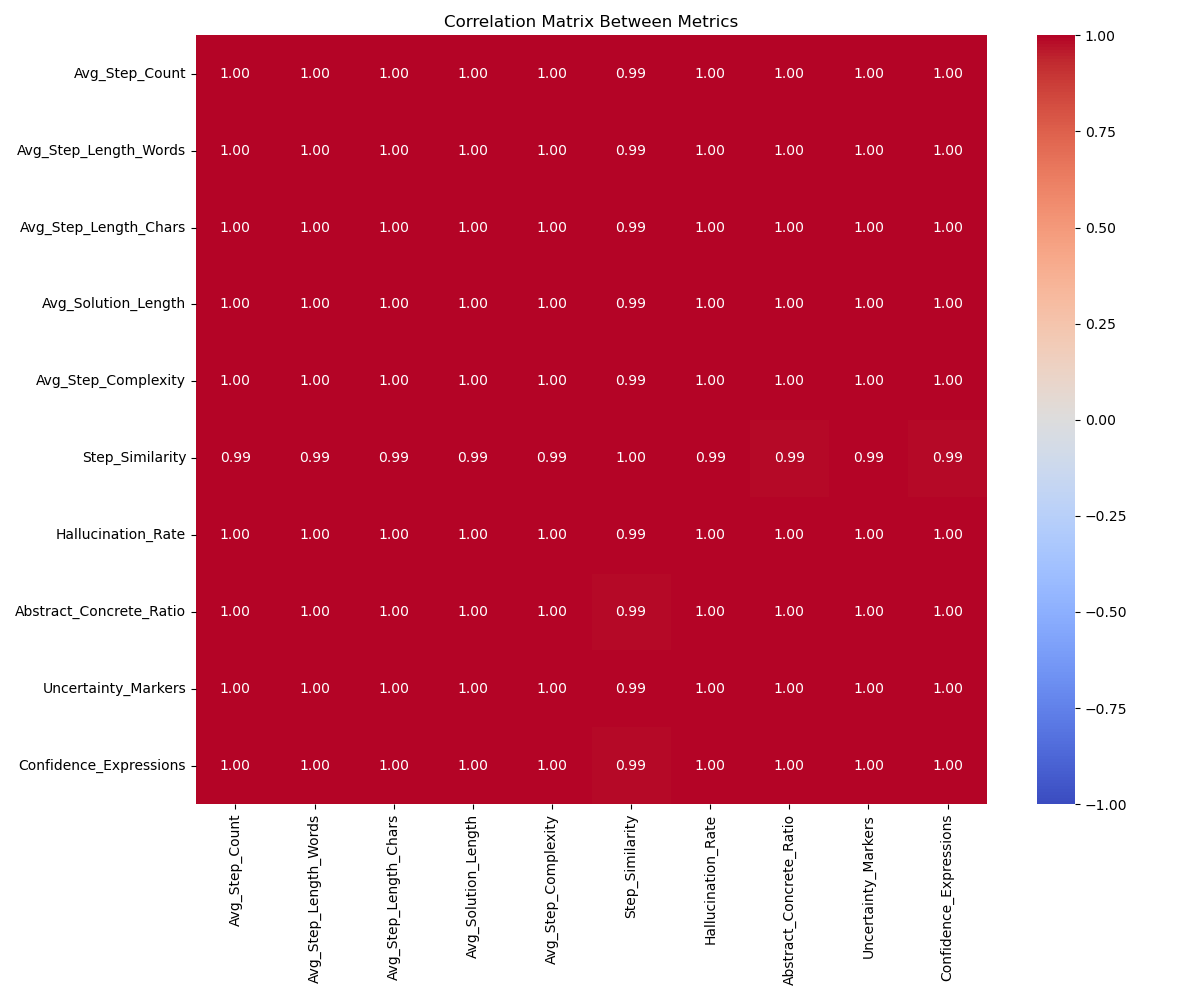 Correlation Matrix Between Metrics
Avg_Step_Count 1.00 1.00 1.00 1.00 1.00 0.99 1.00 1.00 1.00 1.00
Avg_Step_Length_Words 1.00 1.00 1.00 1.00 1.00 0.99 1.00 1.00 1.00 1.00
Avg_Step_Length_Chars 1.00 1.00 1.00 1.00 1.00 0.99 1.00 1.00 1.00 1.00
Avg_Solution_Length 1.00 1.00 1.00 1.00 1.00 0.99 1.00 1.00 1.00 1.00
Avg_Step_Complexity 1.00 1.00 1.00 1.00 1.00 0.99 1.00 1.00 1.00 1.00
Step_Similarity 0.99 0.99 0.99 0.99 0.99 1.00 0.99 0.99 0.99 0.99
Hallucination_Rate 1.00 1.00 1.00 1.00 1.00 0.99 1.00 1.00 1.00 1.00
Abstract_Concrete_Ratio 1.00 1.00 1.00 1.00 1.00 0.99 1.00 1.00 1.00 1.00
Uncertainty_Markers 1.00 1.00 1.00 1.00 1.00 0.99 1.00 1.00 1.00 1.00
Confidence_Expressions 1.00 1.00 1.00 1.00 1.00 0.99 1.00 1.00 1.00 1.00
Avg_Step_Count
Avg_Step_Length_Words
Avg_Step_Length_Chars
Avg_Solution_Length
Avg_Step_Complexity
Step_Similarity
Hallucination_Rate
Abstract_Concrete_Ratio
Uncertainty_Markers
Confidence_Expressions
1.00
0.75
0.50
0.25
0.00
−0.25
−0.50
−0.75
−1.00